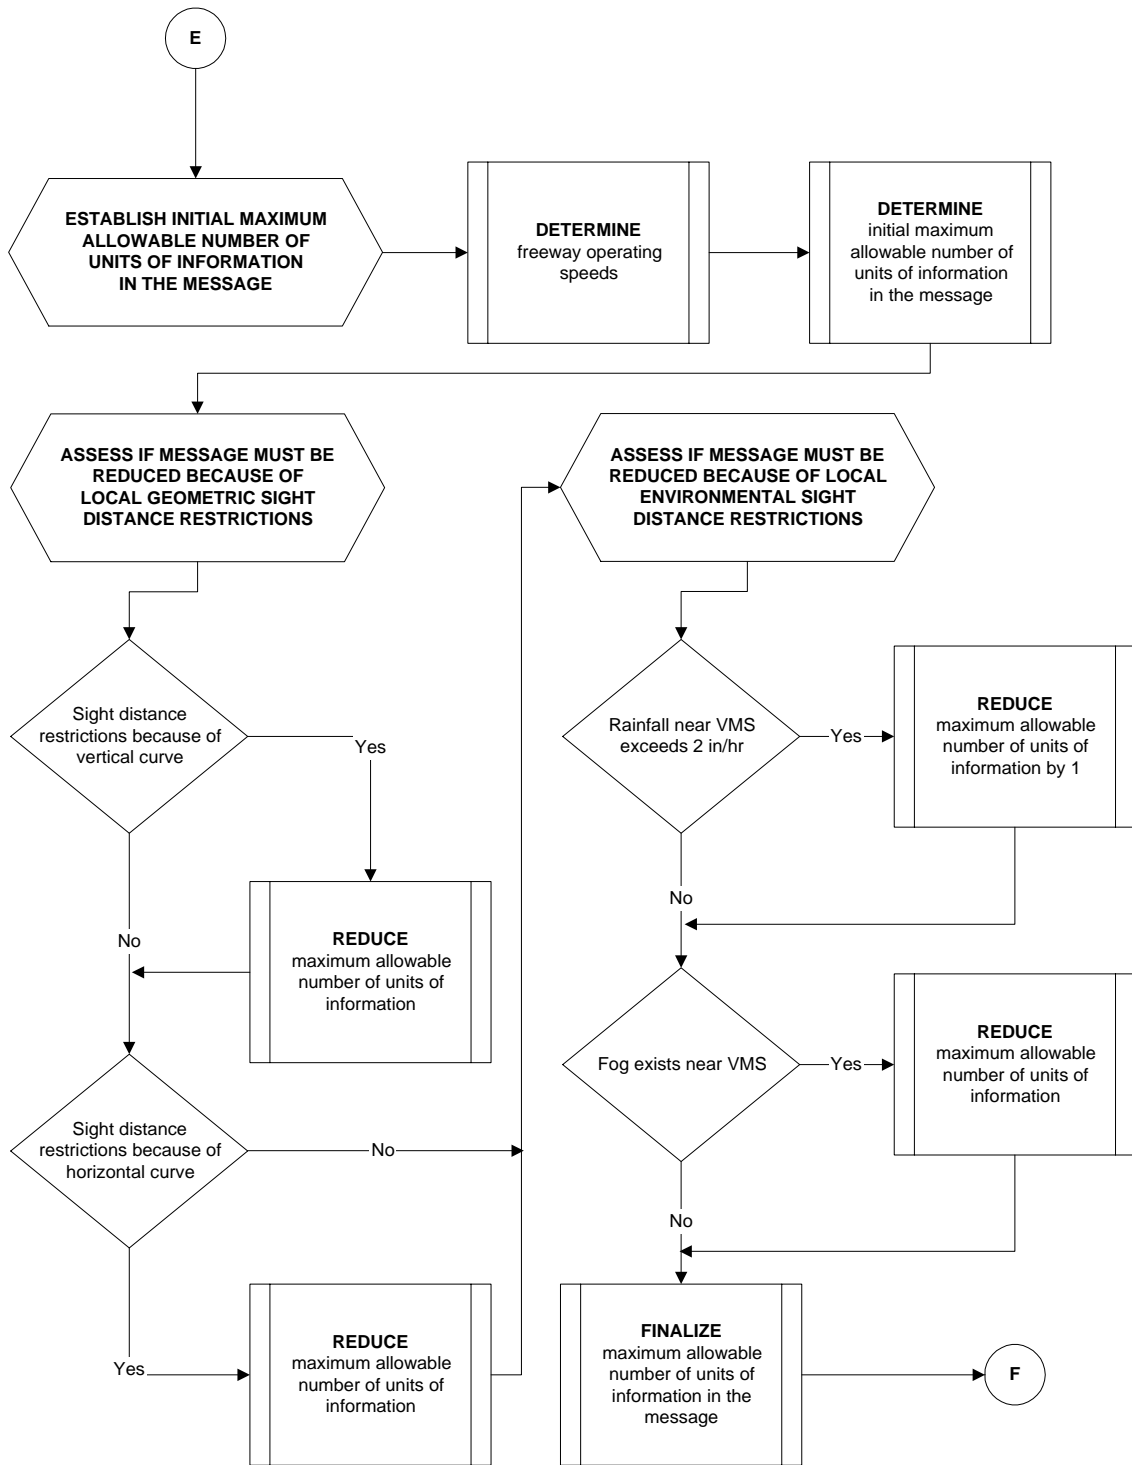 E
ESTABLISH INITIAL MAXIMUM
ALLOWABLE NUMBER OF
UNITS OF INFORMATION
IN THE MESSAGE
DETERMINE
freeway operating
speeds
DETERMINE
initial maximum
allowable number of
units of information
in the message
ASSESS IF MESSAGE MUST BE
REDUCED BECAUSE OF
LOCAL GEOMETRIC SIGHT
DISTANCE RESTRICTIONS
Sight distance
restrictions because of
vertical curve
Yes
No
REDUCE
maximum allowable
number of units of
information
Sight distance
restrictions because of
horizontal curve
No
Yes
REDUCE
maximum allowable
number of units of
information
ASSESS IF MESSAGE MUST BE
REDUCED BECAUSE OF LOCAL
ENVIRONMENTAL SIGHT
DISTANCE RESTRICTIONS
Rainfall near VMS
exceeds 2 in/hr
Yes
REDUCE
maximum allowable
number of units of
information by 1
No
Fog exists near VMS
Yes
REDUCE
maximum allowable
number of units of
information
No
FINALIZE
maximum allowable
number of units of
information in the
message
F